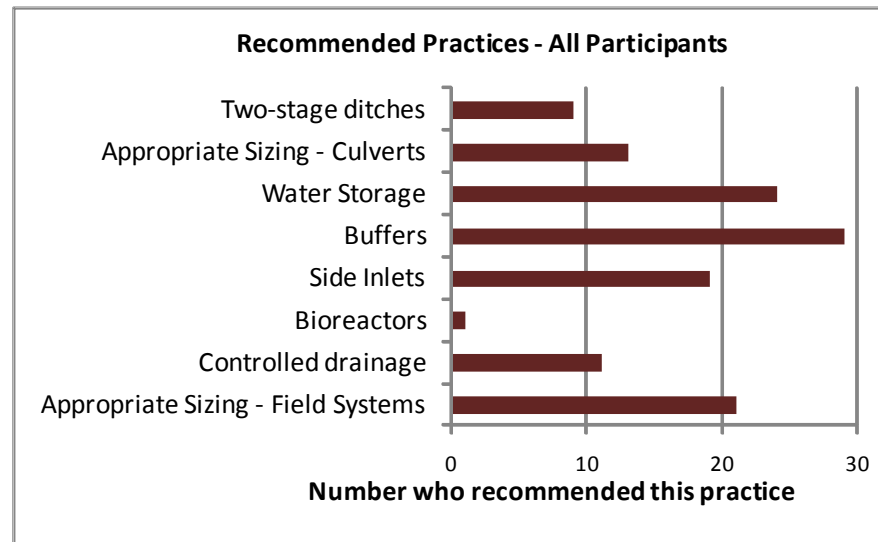 Recommended Practices - All Participants
Two-stage ditches
Appropriate Sizing - Culverts
Water Storage
Buffers
Side Inlets
Bioreactors
Controlled drainage
Appropriate Sizing - Field Systems
0 10 20 30
Number who recommended this practice